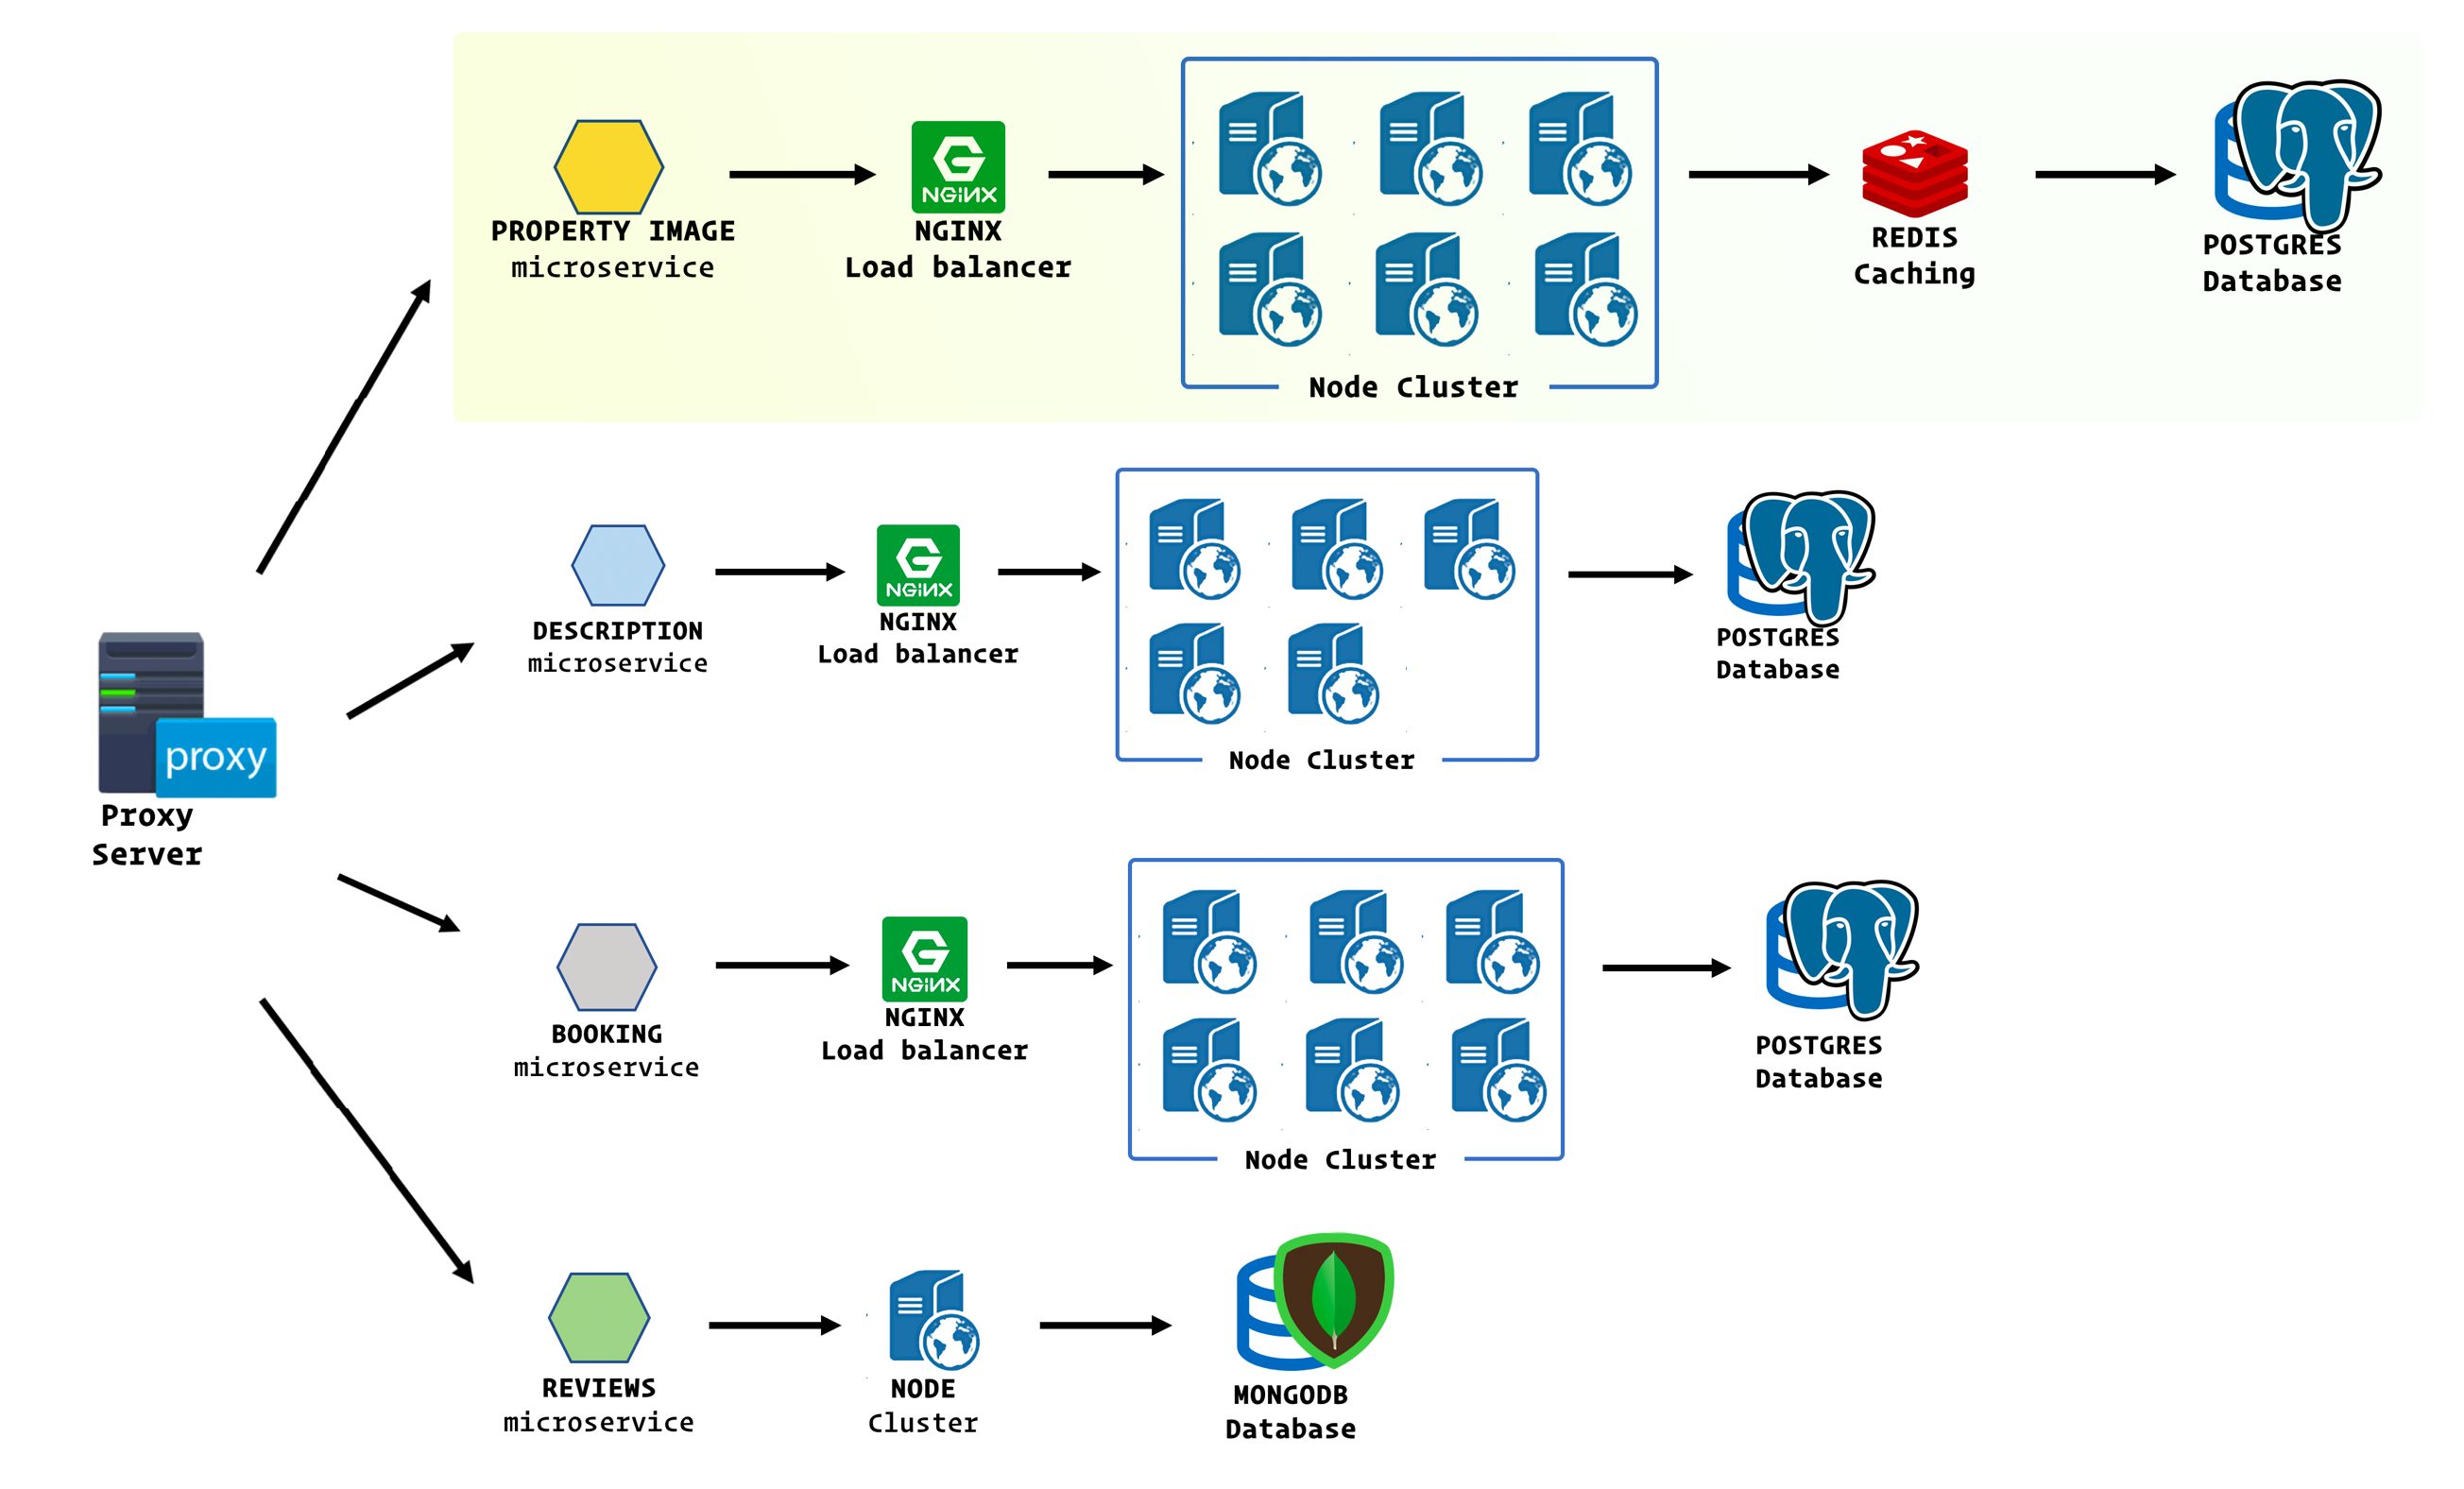 NGiNX
PROPERTY IMAGE
microservice
NGINX
Load balancer
Node Cluster
REDIS
Caching
POSTGRES
Database
NGiNX
DESCRIPTION
microservice
NGINX
Load balancer
Node Cluster
POSTGRES
Database
proxy
Proxy
Server
NGiNX
BOOKING
microservice
NGINX
Load balancer
Node Cluster
POSTGRES
Database
REVIEWS
microservice
NODE
Cluster
MONGODB
Database